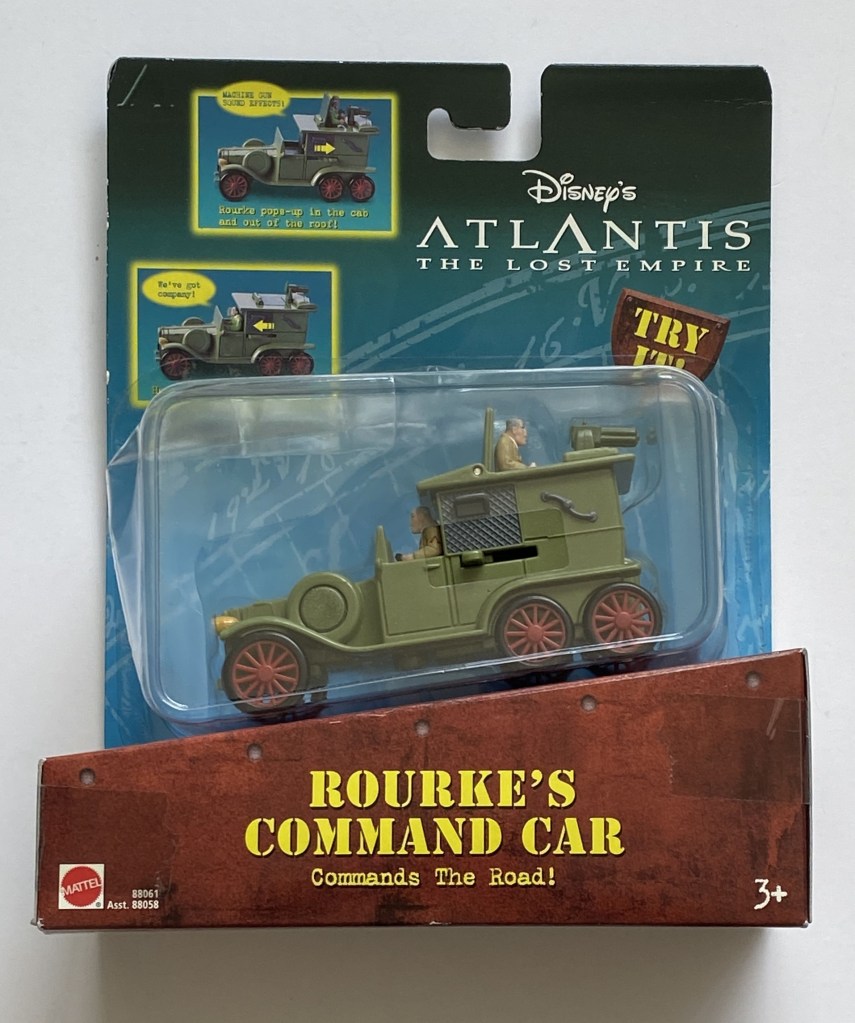 MACHINE GUN
SOUND EFFECTS!
Rourke pops-up in the cab
and out of the roof!
DISNEY'S
ATLANTIS
THE LOST EMPIRE
We've got
company!
TRY
IT!
ROURKE'S
COMMAND CAR
Commands The Road!
MATTEL
®
88061
Asst. 88058
3+